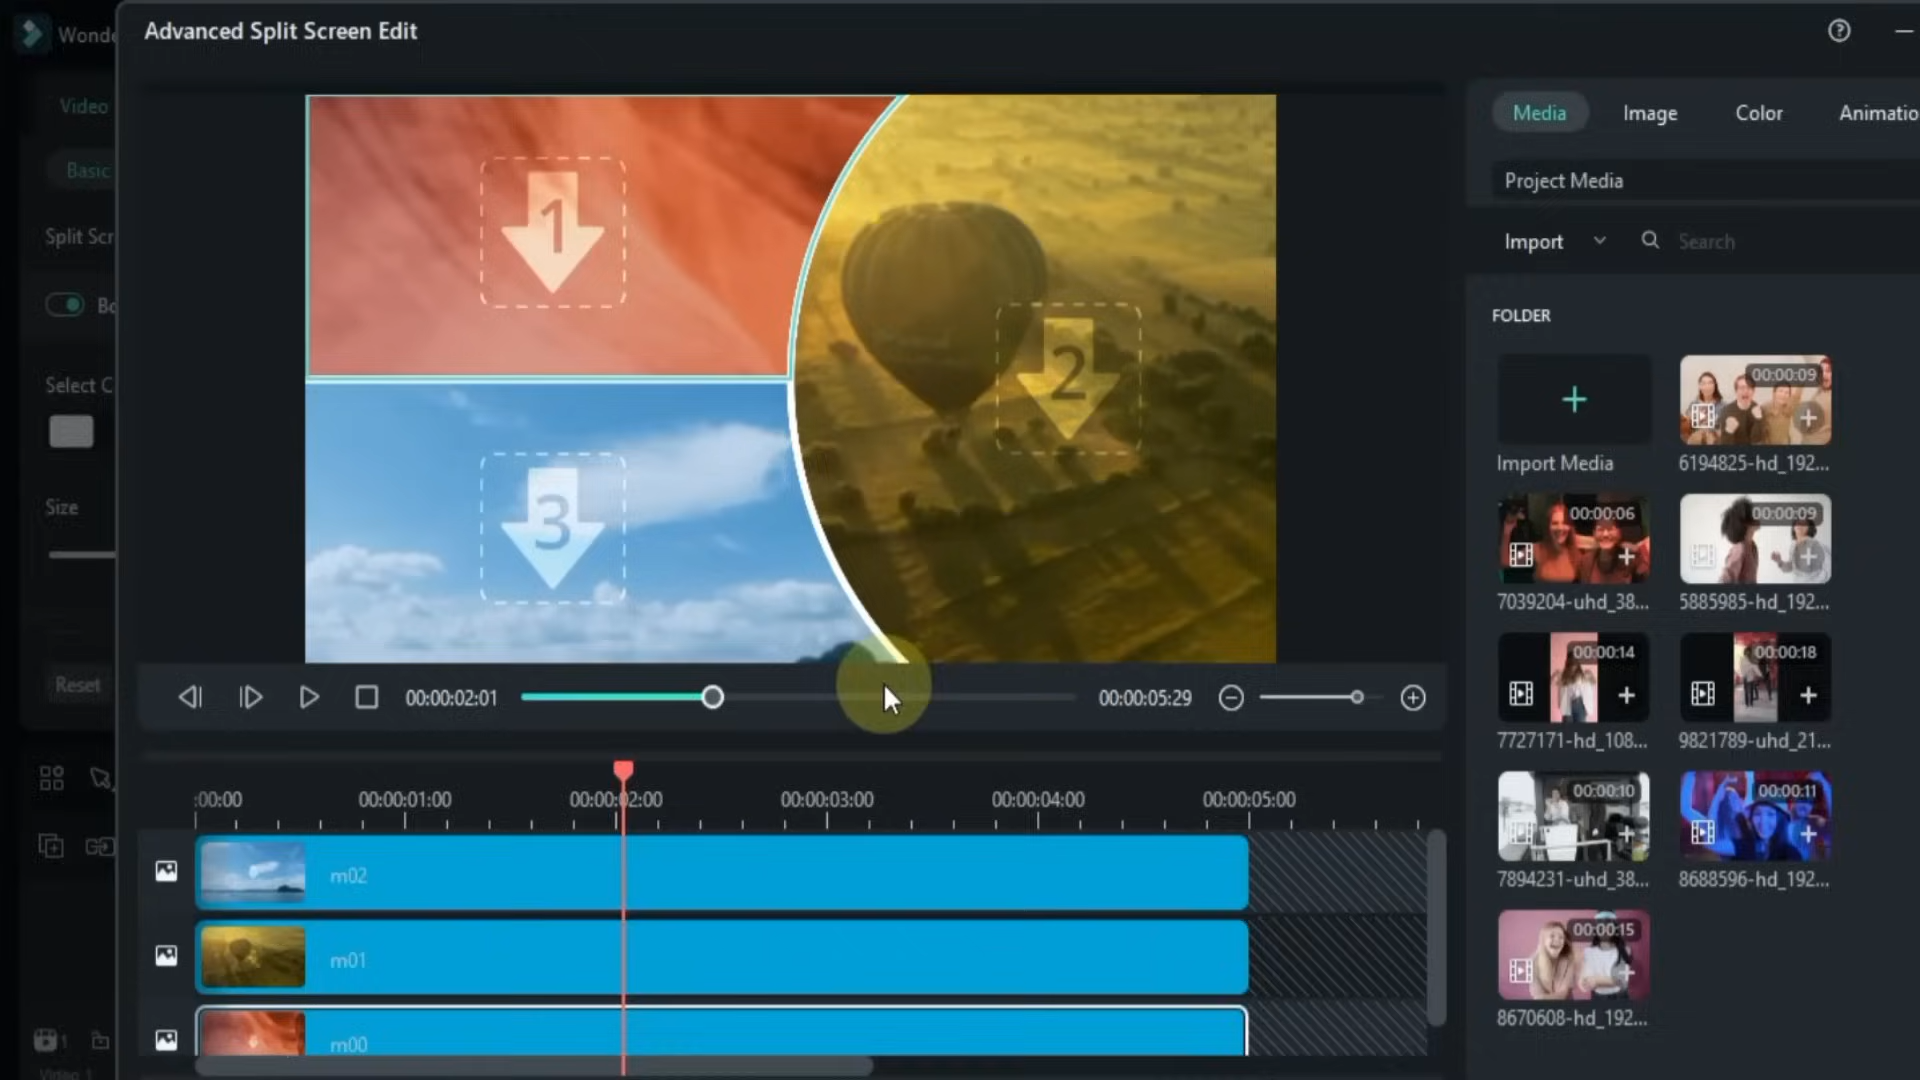 Wonde
Advanced Split Screen Edit
Video
Basic
Split Scr
Bo
Select C
Size
Reset
1
2
3
00:00:02:01
00:00:05:29
:00:00
00:00:01:00
00:00:02:00
00:00:03:00
00:00:04:00
00:00:05:00
m02
m01
m00
1
Video 1
Media
Image
Color
Animatio
Project Media
Import
Search
FOLDER
Import Media
00:00:09
6194825-hd_192...
00:00:06
7039204-uhd_38...
00:00:09
5885985-hd_192...
00:00:14
7727171-hd_108...
00:00:18
9821789-uhd_21...
00:00:10
7894231-uhd_38...
00:00:11
8688596-hd_192...
00:00:15
8670608-hd_192...